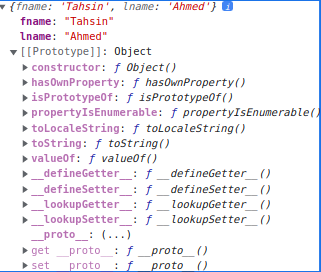 {fname: 'Tahsin', lname: 'Ahmed'} i
fname: "Tahsin"
lname: "Ahmed"
[[Prototype]]: Object
constructor: ƒ Object()
hasOwnProperty: ƒ hasOwnProperty()
isPrototypeOf: ƒ isPrototypeOf()
propertyIsEnumerable: ƒ propertyIsEnumerable()
toLocaleString: ƒ toLocaleString()
toString: ƒ toString()
valueOf: ƒ valueOf()
__defineGetter__: ƒ __defineGetter__()
__defineSetter__: ƒ __defineSetter__()
__lookupGetter__: ƒ __lookupGetter__()
__lookupSetter__: ƒ __lookupSetter__()
__proto__: (...)
get __proto__: ƒ __proto__()
set __proto__: ƒ __proto__()